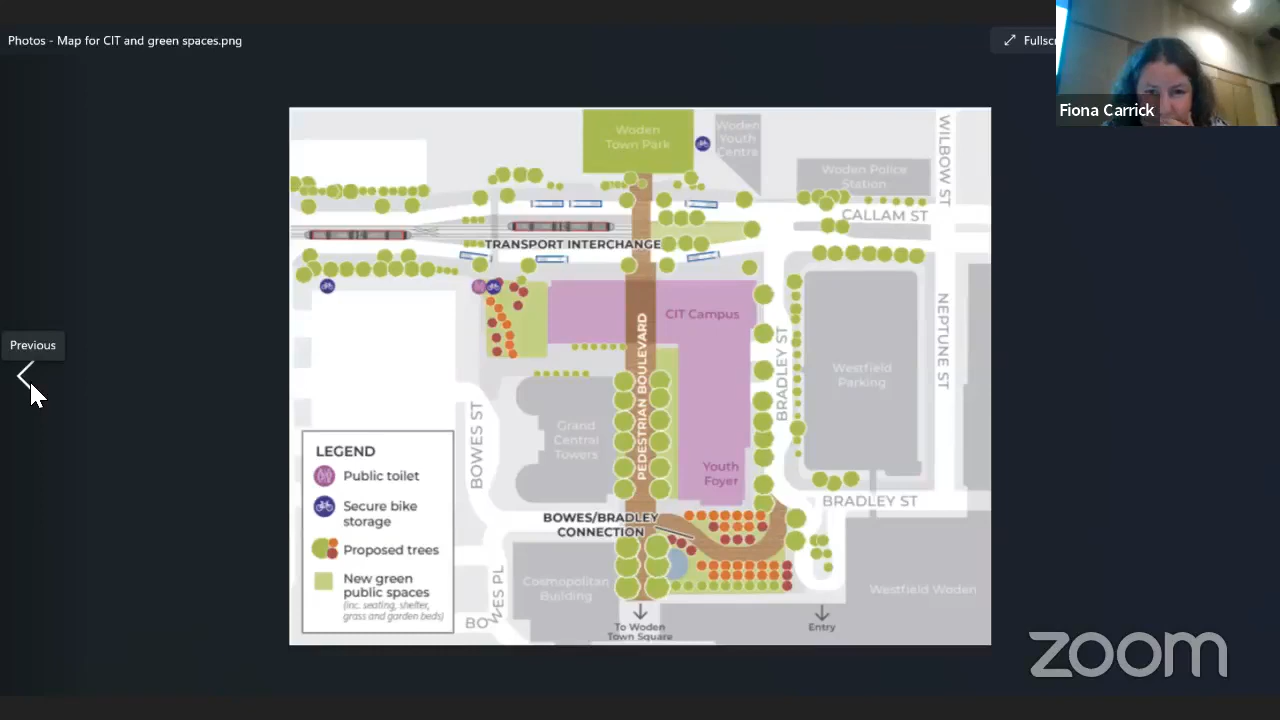 Photos - Map for CIT and green spaces.png
Fullscr
Fiona Carrick
Previous
Woden
Town Park
Woden
Youth
Centre
Woden Police
Station
WILBOW ST
CALLAM ST
TRANSPORT INTERCHANGE
CIT Campus
PEDESTRIAN BOULEVARD
BRADLEY ST
Westfield
Parking
NEPTUNE ST
BOWES ST
Grand
Central
Towers
Youth
Foyer
BRADLEY ST
BOWES/BRADLEY
CONNECTION
LEGEND
Public toilet
Secure bike
storage
Proposed trees
New green
public spaces
(inc. seating, shelter,
grass and garden beds)
Cosmopolitan
Building
WES PL
BO
Westfield Woden
To Woden
Town Square
Entry
zoom